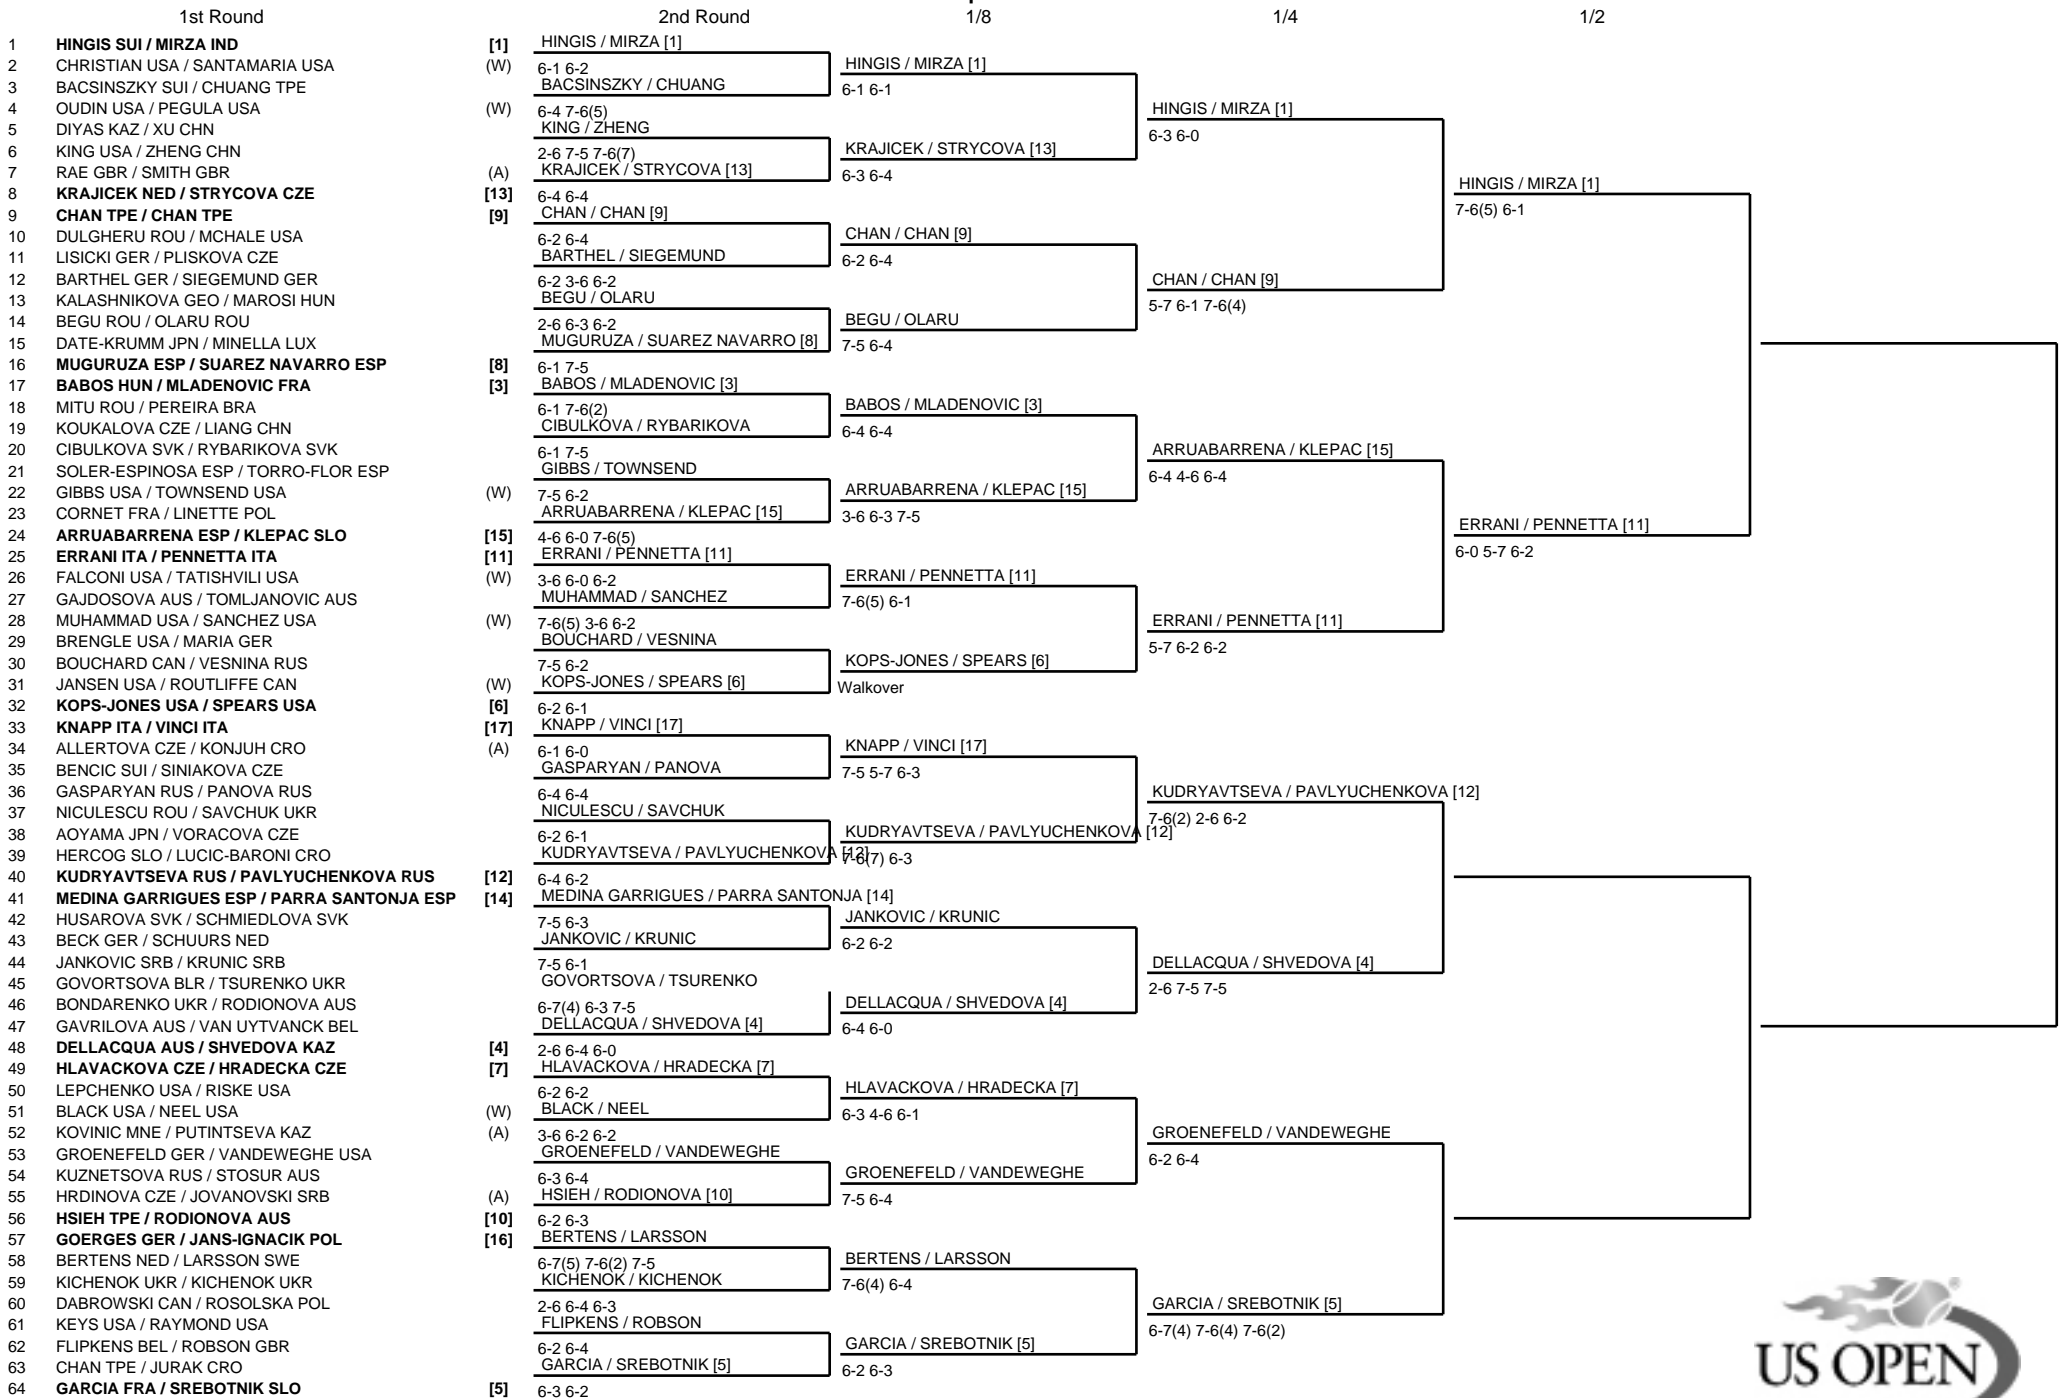 1st Round 2nd Round 1/8 1/4 1/2
1 HINGIS SUI / MIRZA IND [1]
2 CHRISTIAN USA / SANTAMARIA USA (W)
3 BACSINSZKY SUI / CHUANG TPE
4 OUDIN USA / PEGULA USA (W)
5 DIYAS KAZ / XU CHN
6 KING USA / ZHENG CHN
7 RAE GBR / SMITH GBR (A)
8 KRAJICEK NED / STRYCOVA CZE [13]
9 CHAN TPE / CHAN TPE [9]
10 DULGHERU ROU / MCHALE USA
11 LISICKI GER / PLISKOVA CZE
12 BARTHEL GER / SIEGEMUND GER
13 KALASHNIKOVA GEO / MAROSI HUN
14 BEGU ROU / OLARU ROU
15 DATE-KRUMM JPN / MINELLA LUX
16 MUGURUZA ESP / SUAREZ NAVARRO ESP [8]
17 BABOS HUN / MLADENOVIC FRA [3]
18 MITU ROU / PEREIRA BRA
19 KOUKALOVA CZE / LIANG CHN
20 CIBULKOVA SVK / RYBARIKOVA SVK
21 SOLER-ESPINOSA ESP / TORRO-FLOR ESP
22 GIBBS USA / TOWNSEND USA (W)
23 CORNET FRA / LINETTE POL
24 ARRUABARRENA ESP / KLEPAC SLO [15]
25 ERRANI ITA / PENNETTA ITA [11]
26 FALCONI USA / TATISHVILI USA (W)
27 GAJDOSOVA AUS / TOMLJANOVIC AUS
28 MUHAMMAD USA / SANCHEZ USA (W)
29 BRENGLE USA / MARIA GER
30 BOUCHARD CAN / VESNINA RUS
31 JANSEN USA / ROUTLIFFE CAN (W)
32 KOPS-JONES USA / SPEARS USA [6]
33 KNAPP ITA / VINCI ITA [17]
34 ALLERTOVA CZE / KONJUH CRO (A)
35 BENCIC SUI / SINIAKOVA CZE
36 GASPARYAN RUS / PANOVA RUS
37 NICULESCU ROU / SAVCHUK UKR
38 AOYAMA JPN / VORACOVA CZE
39 HERCOG SLO / LUCIC-BARONI CRO
40 KUDRYAVTSEVA RUS / PAVLYUCHENKOVA RUS [12]
41 MEDINA GARRIGUES ESP / PARRA SANTONJA ESP [14]
42 HUSAROVA SVK / SCHMIEDLOVA SVK
43 BECK GER / SCHUURS NED
44 JANKOVIC SRB / KRUNIC SRB
45 GOVORTSOVA BLR / TSURENKO UKR
46 BONDARENKO UKR / RODIONOVA AUS
47 GAVRILOVA AUS / VAN UYTVANCK BEL
48 DELLACQUA AUS / SHVEDOVA KAZ [4]
49 HLAVACKOVA CZE / HRADECKA CZE [7]
50 LEPCHENKO USA / RISKE USA
51 BLACK USA / NEEL USA (W)
52 KOVINIC MNE / PUTINTSEVA KAZ (A)
53 GROENEFELD GER / VANDEWEGHE USA
54 KUZNETSOVA RUS / STOSUR AUS
55 HRDINOVA CZE / JOVANOVSKI SRB (A)
56 HSIEH TPE / RODIONOVA AUS [10]
57 GOERGES GER / JANS-IGNACIK POL [16]
58 BERTENS NED / LARSSON SWE
59 KICHENOK UKR / KICHENOK UKR
60 DABROWSKI CAN / ROSOLSKA POL
61 KEYS USA / RAYMOND USA
62 FLIPKENS BEL / ROBSON GBR
63 CHAN TPE / JURAK CRO
64 GARCIA FRA / SREBOTNIK SLO [5]
HINGIS / MIRZA [1]
6-1 6-2
BACSINSZKY / CHUANG
6-4 7-6(5)
KING / ZHENG
2-6 7-5 7-6(7)
KRAJICEK / STRYCOVA [13]
6-4 6-4
CHAN / CHAN [9]
6-2 6-4
BARTHEL / SIEGEMUND
6-2 3-6 6-2
BEGU / OLARU
2-6 6-3 6-2
MUGURUZA / SUAREZ NAVARRO [8]
6-1 7-5
BABOS / MLADENOVIC [3]
6-1 7-6(2)
CIBULKOVA / RYBARIKOVA
6-1 7-5
GIBBS / TOWNSEND
7-5 6-2
ARRUABARRENA / KLEPAC [15]
4-6 6-0 7-6(5)
ERRANI / PENNETTA [11]
3-6 6-0 6-2
MUHAMMAD / SANCHEZ
7-6(5) 3-6 6-2
BOUCHARD / VESNINA
7-5 6-2
KOPS-JONES / SPEARS [6]
6-2 6-1
KNAPP / VINCI [17]
6-1 6-0
GASPARYAN / PANOVA
6-4 6-4
NICULESCU / SAVCHUK
6-2 6-1
KUDRYAVTSEVA / PAVLYUCHENKOVA [12]
6-4 6-2
MEDINA GARRIGUES / PARRA SANTONJA [14]
7-5 6-3
JANKOVIC / KRUNIC
7-5 6-1
GOVORTSOVA / TSURENKO
6-7(4) 6-3 7-5
DELLACQUA / SHVEDOVA [4]
2-6 6-4 6-0
HLAVACKOVA / HRADECKA [7]
6-2 6-2
BLACK / NEEL
3-6 6-2 6-2
GROENEFELD / VANDEWEGHE
6-3 6-4
HSIEH / RODIONOVA [10]
6-2 6-3
BERTENS / LARSSON
6-7(5) 7-6(2) 7-5
KICHENOK / KICHENOK
2-6 6-4 6-3
FLIPKENS / ROBSON
6-2 6-4
GARCIA / SREBOTNIK [5]
6-3 6-2
HINGIS / MIRZA [1]
6-1 6-1
KRAJICEK / STRYCOVA [13]
6-3 6-4
CHAN / CHAN [9]
6-2 6-4
BEGU / OLARU
7-5 6-4
BABOS / MLADENOVIC [3]
6-4 6-4
ARRUABARRENA / KLEPAC [15]
3-6 6-3 7-5
ERRANI / PENNETTA [11]
7-6(5) 6-1
KOPS-JONES / SPEARS [6]
Walkover
KNAPP / VINCI [17]
7-5 5-7 6-3
KUDRYAVTSEVA / PAVLYUCHENKOVA [12]
7-6(7) 6-3
JANKOVIC / KRUNIC
6-2 6-2
DELLACQUA / SHVEDOVA [4]
6-4 6-0
HLAVACKOVA / HRADECKA [7]
6-3 4-6 6-1
GROENEFELD / VANDEWEGHE
7-5 6-4
BERTENS / LARSSON
7-6(4) 6-4
GARCIA / SREBOTNIK [5]
6-2 6-3
HINGIS / MIRZA [1]
6-3 6-0
CHAN / CHAN [9]
5-7 6-1 7-6(4)
ARRUABARRENA / KLEPAC [15]
6-4 4-6 6-4
ERRANI / PENNETTA [11]
5-7 6-2 6-2
KUDRYAVTSEVA / PAVLYUCHENKOVA [12]
7-6(2) 2-6 6-2
DELLACQUA / SHVEDOVA [4]
2-6 7-5 7-5
GROENEFELD / VANDEWEGHE
6-2 6-4
GARCIA / SREBOTNIK [5]
6-7(4) 7-6(4) 7-6(2)
HINGIS / MIRZA [1]
7-6(5) 6-1
ERRANI / PENNETTA [11]
6-0 5-7 6-2
US OPEN